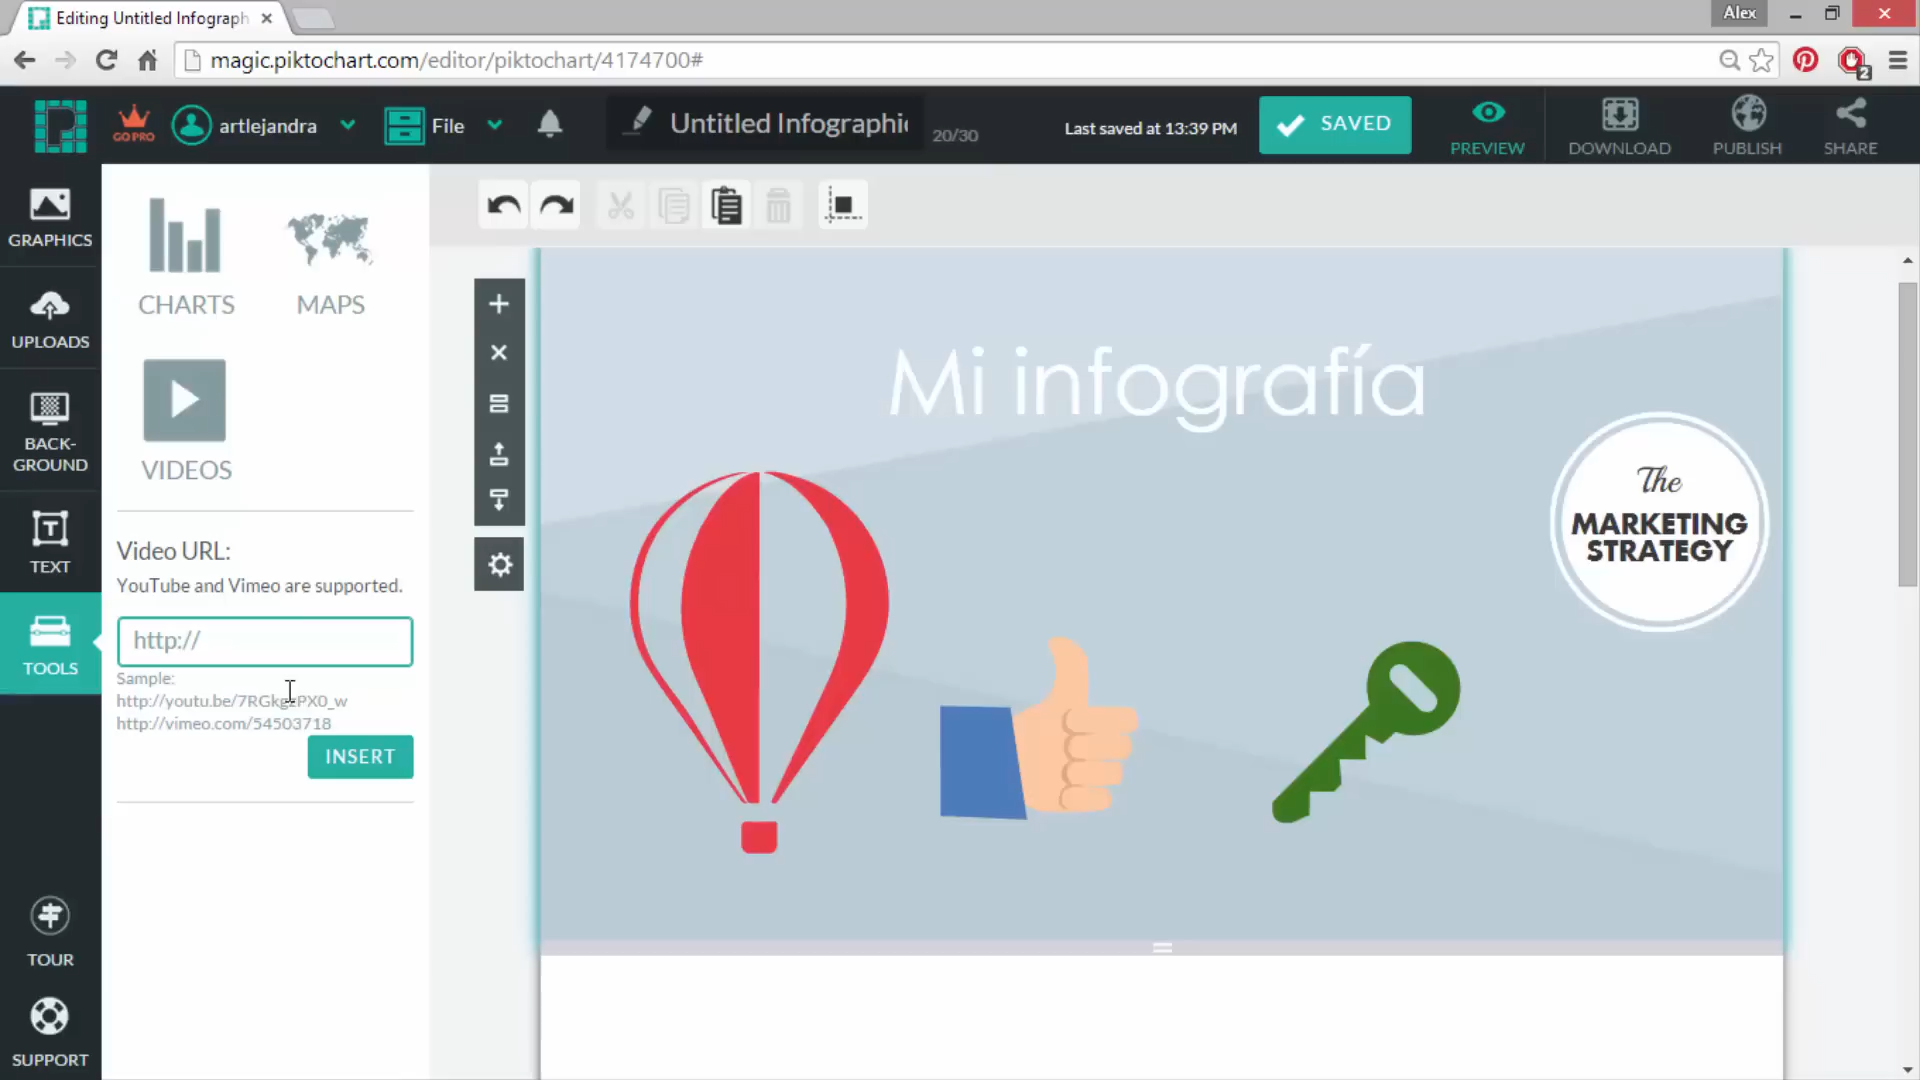 Editing Untitled Infograph
Alex
magic.piktochart.com/editor/piktochart/4174700#
2
GO PRO
artlejandra
File
Untitled Infographi
20/30
Last saved at 13:39 PM
SAVED
PREVIEW
DOWNLOAD
PUBLISH
SHARE
GRAPHICS
UPLOADS
BACK-
GROUND
TEXT
TOOLS
TOUR
SUPPORT
CHARTS
MAPS
VIDEOS
Video URL:
YouTube and Vimeo are supported.
http://
Sample:
http://vimeo.com/54503718
INSERT
Mi infografía
The
MARKETING
STRATEGY